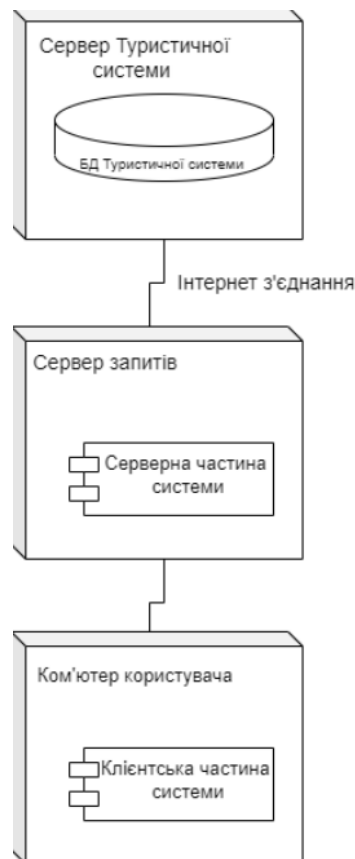 Сервер Туристичної
системи
БД Туристичної системи
Інтернет з'єднання
Сервер запитів
Серверна частина
системи
Ком'ютер користувача
Клієнтська частина
системи